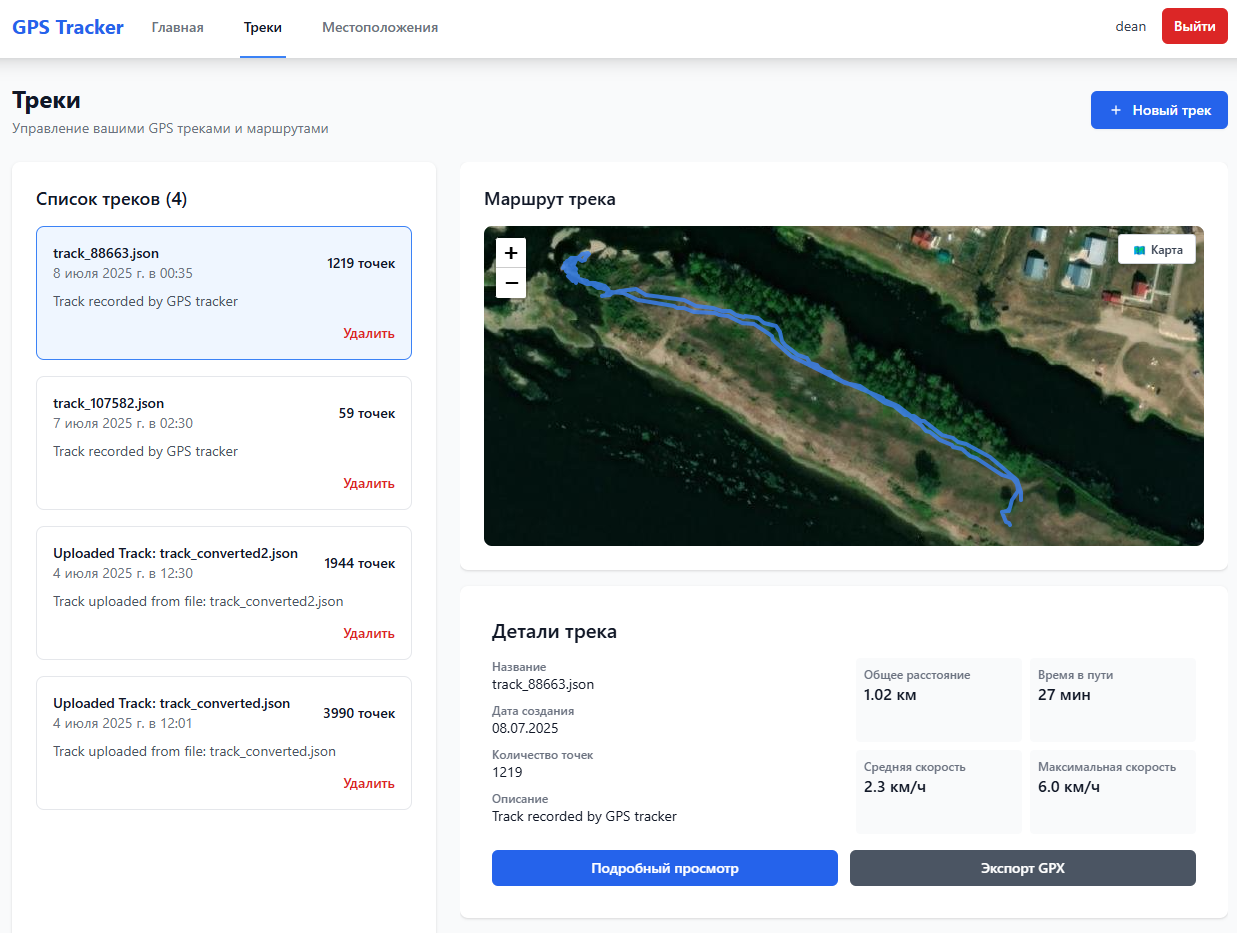 GPS Tracker
Главная
Треки
Местоположения
dean
Выйти
Треки
Управление вашими GPS треками и маршрутами
+ Новый трек
Список треков (4)
track_88663.json
8 июля 2025 г. в 00:35
1219 точек
Track recorded by GPS tracker
Удалить
track_107582.json
7 июля 2025 г. в 02:30
59 точек
Track recorded by GPS tracker
Удалить
Uploaded Track: track_converted2.json
4 июля 2025 г. в 12:30
1944 точек
Track uploaded from file: track_converted2.json
Удалить
Uploaded Track: track_converted.json
4 июля 2025 г. в 12:01
3990 точек
Track uploaded from file: track_converted.json
Удалить
Маршрут трека
+
−
Карта
Детали трека
Название
track_88663.json
Дата создания
08.07.2025
Количество точек
1219
Описание
Track recorded by GPS tracker
Общее расстояние
1.02 км
Время в пути
27 мин
Средняя скорость
2.3 км/ч
Максимальная скорость
6.0 км/ч
Подробный просмотр
Экспорт GPX